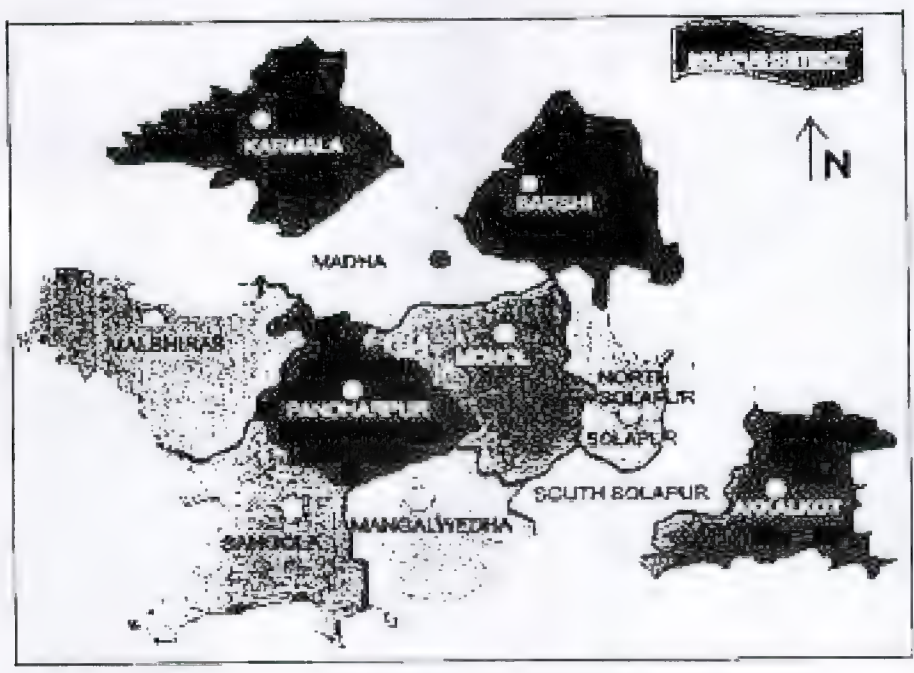 KARMALA
N
BARSHI
MADHA
MALSHIRAS
MOHOL
NORTH
SOLAPUR
PANDHARPUR
SOLAPUR
SOUTH SOLAPUR
AKKALKOT
MANGALWEDHA
SANGOLA